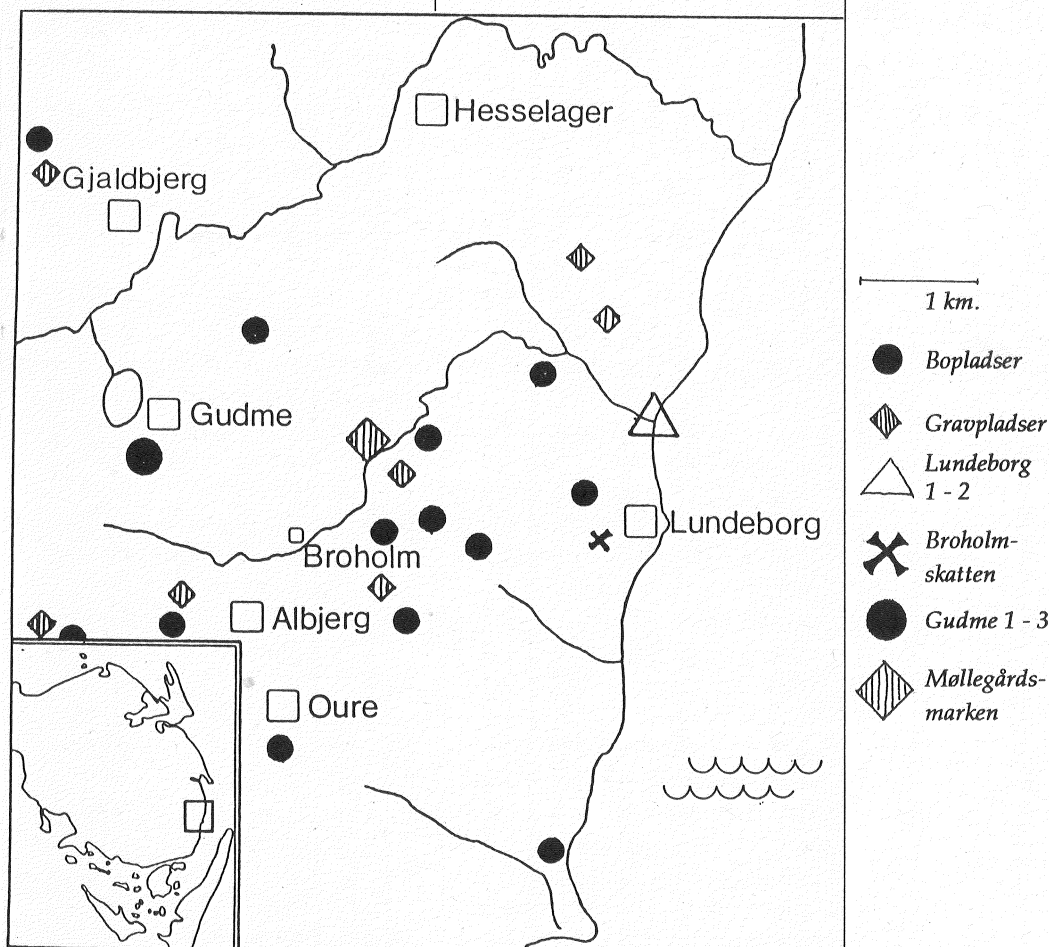 Hesselager
Gjaldbjerg
Gudme
Lundeborg
Broholm
Albjerg
Oure
1 km.
Bopladser
Gravpladser
Lundeborg
1 - 2
Broholm-
skatten
Gudme 1 - 3
Møllegårds-
marken